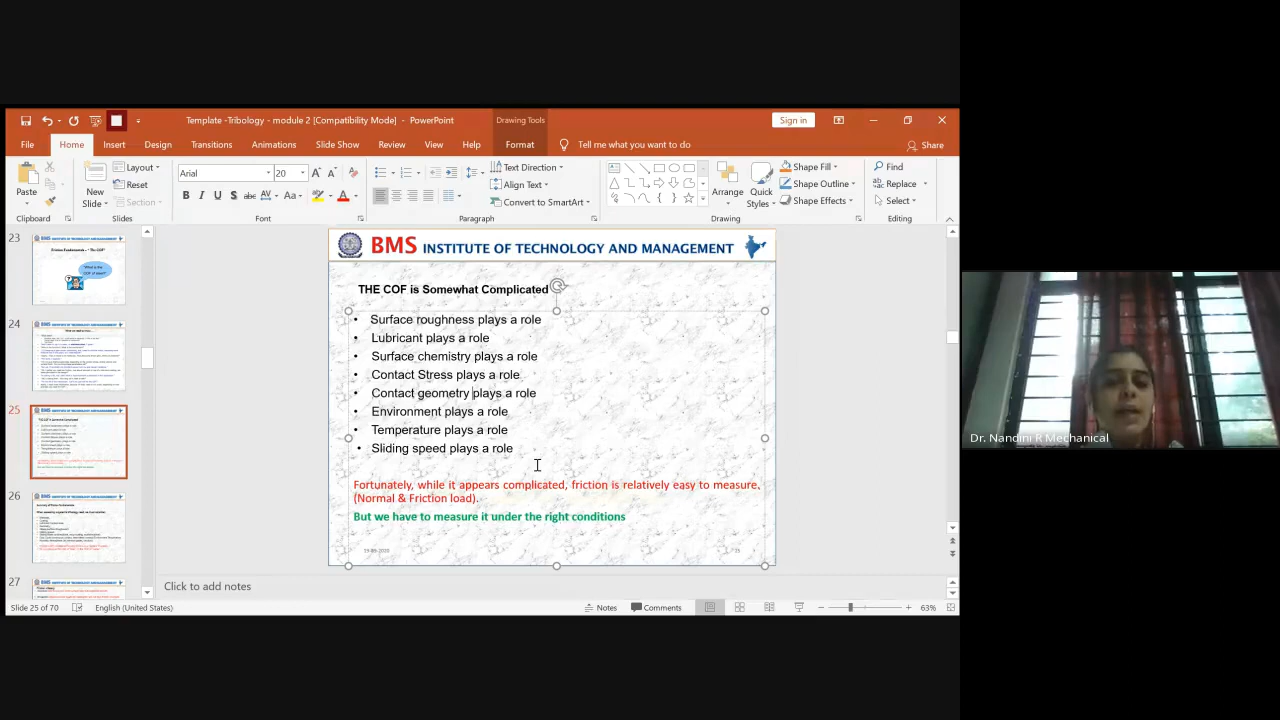 Template -Tribology - module 2 [Compatibility Mode] - PowerPoint
Drawing Tools
Sign in
File Home Insert Design Transitions Animations Slide Show Review View Help Format Tell me what you want to do Share
Paste
New Slide
Layout
Reset
Section
Arial 20
Text Direction
Align Text
Convert to SmartArt
Arrange
Quick Styles
Shape Fill
Shape Outline
Shape Effects
Find
Replace
Select
Clipboard Slides Font Paragraph Drawing Editing
23
24
25
26
27
BMS INSTITUTE OF TECHNOLOGY AND MANAGEMENT
THE COF is Somewhat Complicated
• Surface roughness plays a role
• Lubricant plays a role
• Surface chemistry plays a role
• Contact Stress plays a role
• Contact geometry plays a role
• Environment plays a role
• Temperature plays a role
• Sliding speed plays a role
Fortunately, while it appears complicated, friction is relatively easy to measure.
(Normal & Friction load).
But we have to measure it under the right conditions
25
Click to add notes
Slide 25 of 70 English (United States) Notes Comments 63%
Dr. Nandini R Mechanical